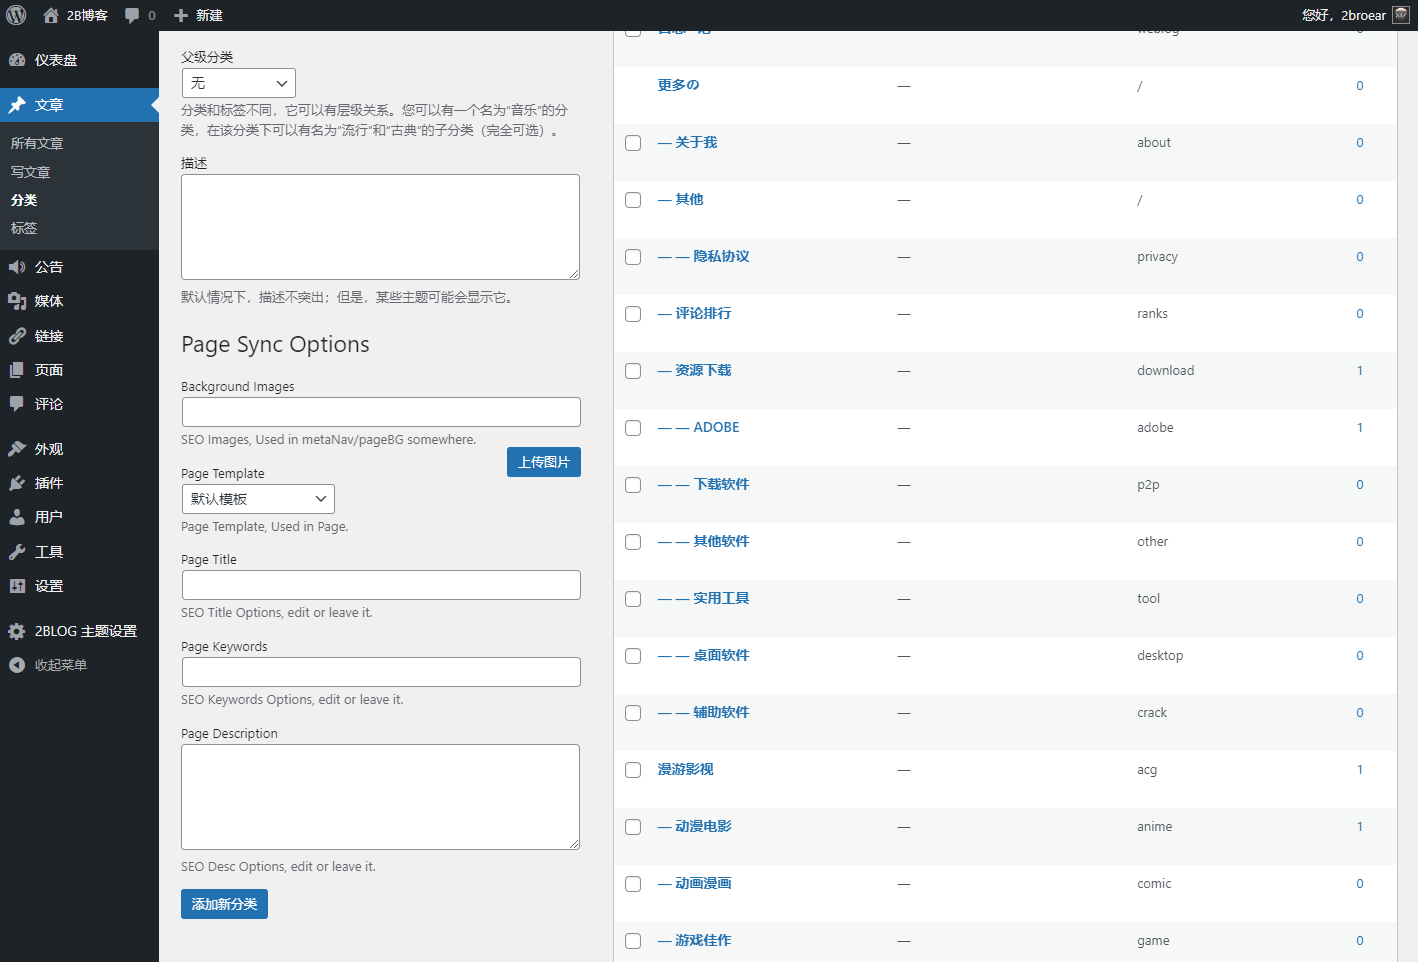 2B博客
0
新建
您好，2broear
仪表盘
文章
所有文章
写文章
分类
标签
公告
媒体
链接
页面
评论
外观
插件
用户
工具
设置
2BLOG 主题设置
收起菜单
父级分类
无
分类和标签不同，它可以有层级关系。您可以有一个名为“音乐”的分
类，在该分类下可以有名为“流行”和“古典”的子分类（完全可选）。
描述
默认情况下，描述不突出；但是，某些主题可能会显示它。
Page Sync Options
Background Images
SEO Images, Used in metaNav/pageBG somewhere.
上传图片
Page Template
默认模板
Page Template, Used in Page.
Page Title
SEO Title Options, edit or leave it.
Page Keywords
SEO Keywords Options, edit or leave it.
Page Description
SEO Desc Options, edit or leave it.
添加新分类
weblog
更多の — / 0
— 关于我 — about 0
— 其他 — / 0
— — 隐私协议 — privacy 0
— 评论排行 — ranks 0
— 资源下载 — download 1
— — ADOBE — adobe 1
— — 下载软件 — p2p 0
— — 其他软件 — other 0
— — 实用工具 — tool 0
— — 桌面软件 — desktop 0
— — 辅助软件 — crack 0
漫游影视 — acg 1
— 动漫电影 — anime 1
— 动画漫画 — comic 0
— 游戏佳作 — game 0